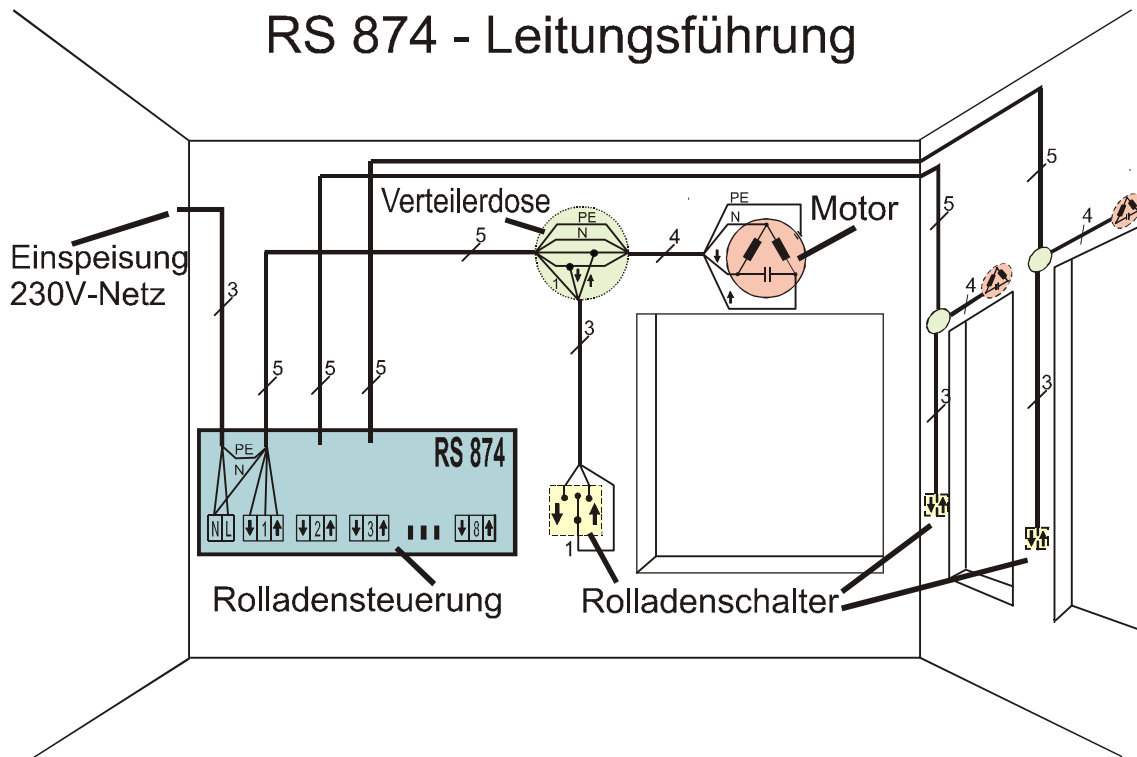 RS 874 - Leitungsführung
Einspeisung
230V-Netz
3
Verteilerdose
PE
N
1
5
4
PE
N
Motor
5
5
4
4
5
5
5
3
3
3
PE
N
RS 874
N L
1
2
3
8
1
Rolladensteuerung
Rolladenschalter